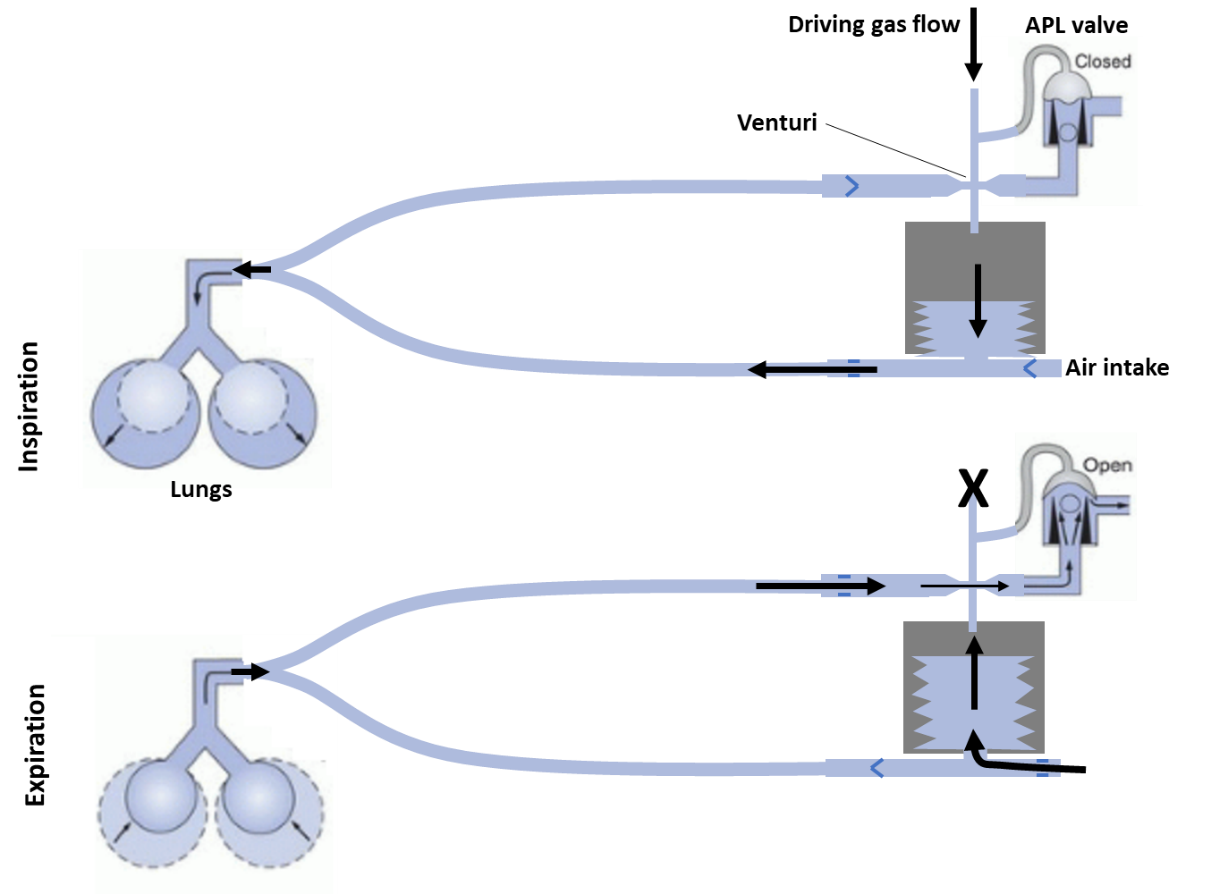 Driving gas flow
APL valve
Closed
Venturi
Air intake
Inspiration
Lungs
X
Open
Expiration